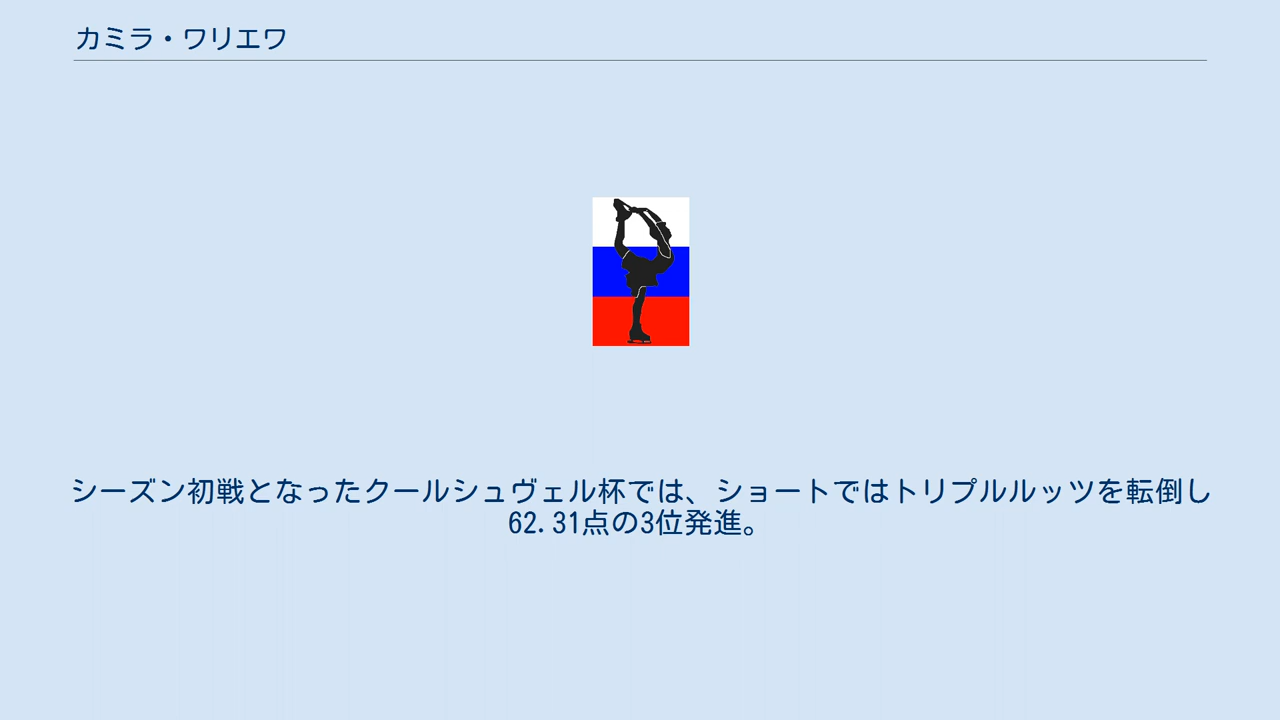 カミラ・ワリエワ
シーズン初戦となったクールシュヴェル杯では、ショートではトリプルルッツを転倒し
62.31点の3位発進。